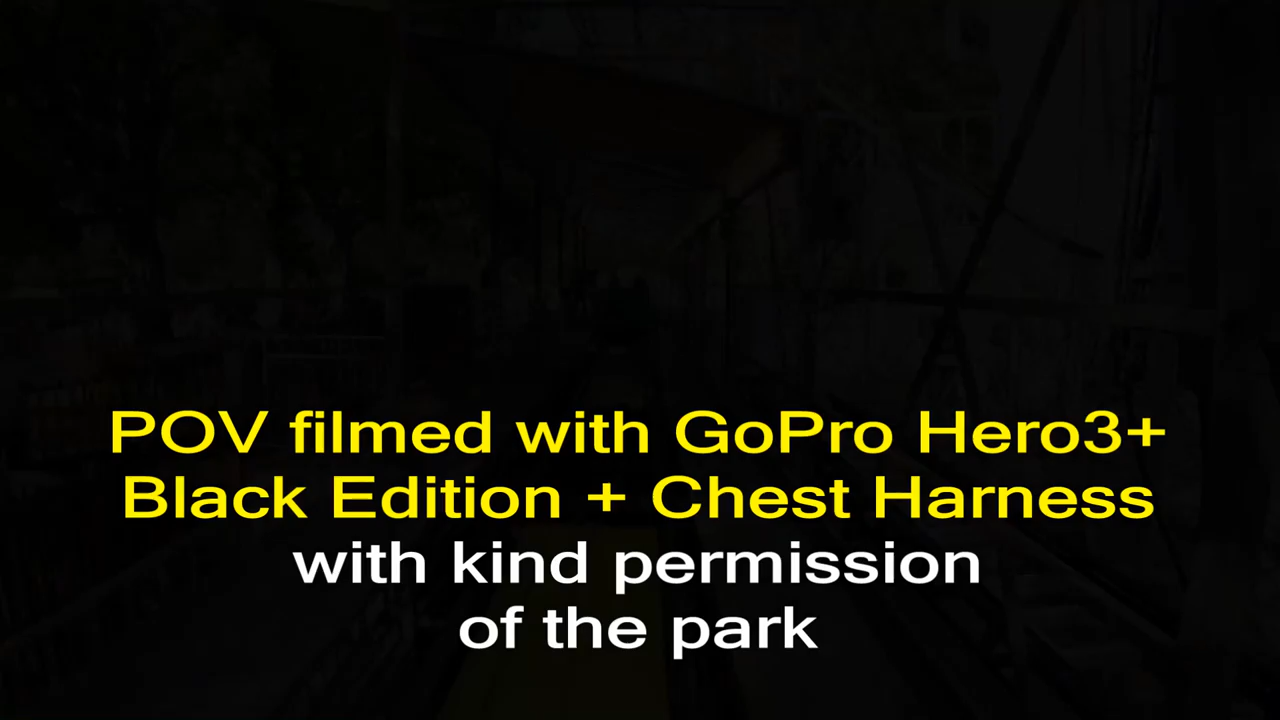 POV filmed with GoPro Hero3+
Black Edition + Chest Harness
with kind permission
of the park